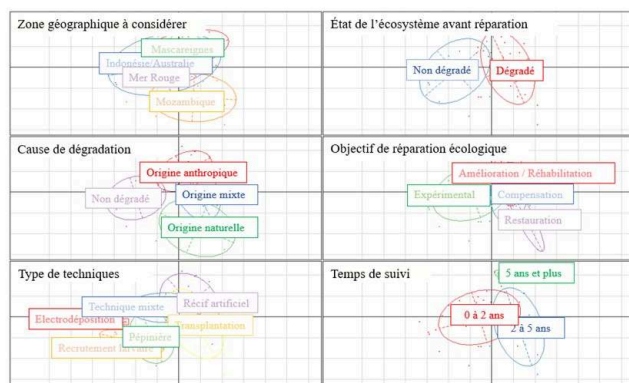 Zone géographique à considérer
Mascareignes
Indonésie/Australie
Mer Rouge
Mozambique
État de l'écosystème avant réparation
Non dégradé
Dégradé
Cause de dégradation
Origine anthropique
Non dégradé
Origine mixte
Origine naturelle
Objectif de réparation écologique
Amélioration / Réhabilitation
Expérimental
Compensation
Restauration
Type de techniques
Technique mixte
Récif artificiel
Electrodéposition
Transplantation
Pépinière
Recrutement larvaire
Temps de suivi
5 ans et plus
0 à 2 ans
2 à 5 ans